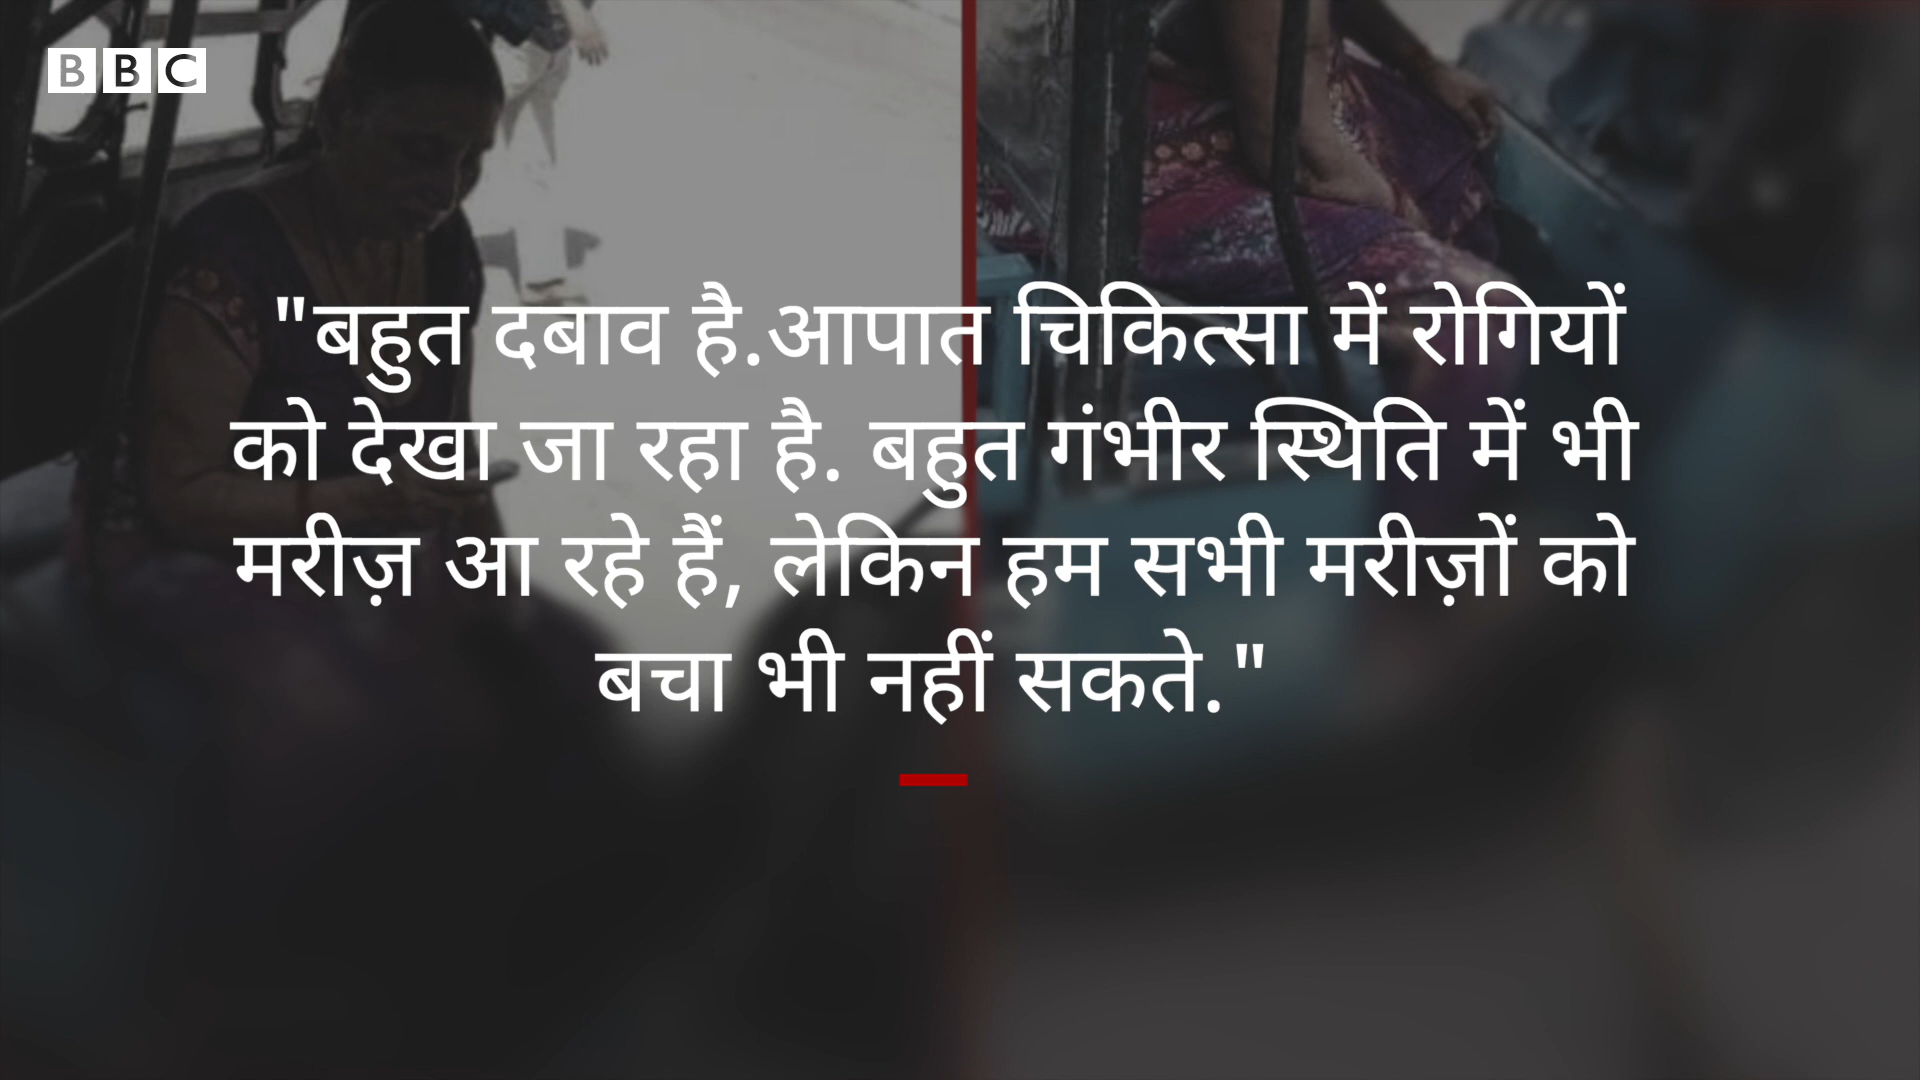 BBC
"बहुत दबाव है.आपात चिकित्सा में रोगियों
को देखा जा रहा है. बहुत गंभीर स्थिति में भी
मरीज़ आ रहे हैं, लेकिन हम सभी मरीज़ों को
बचा भी नहीं सकते."